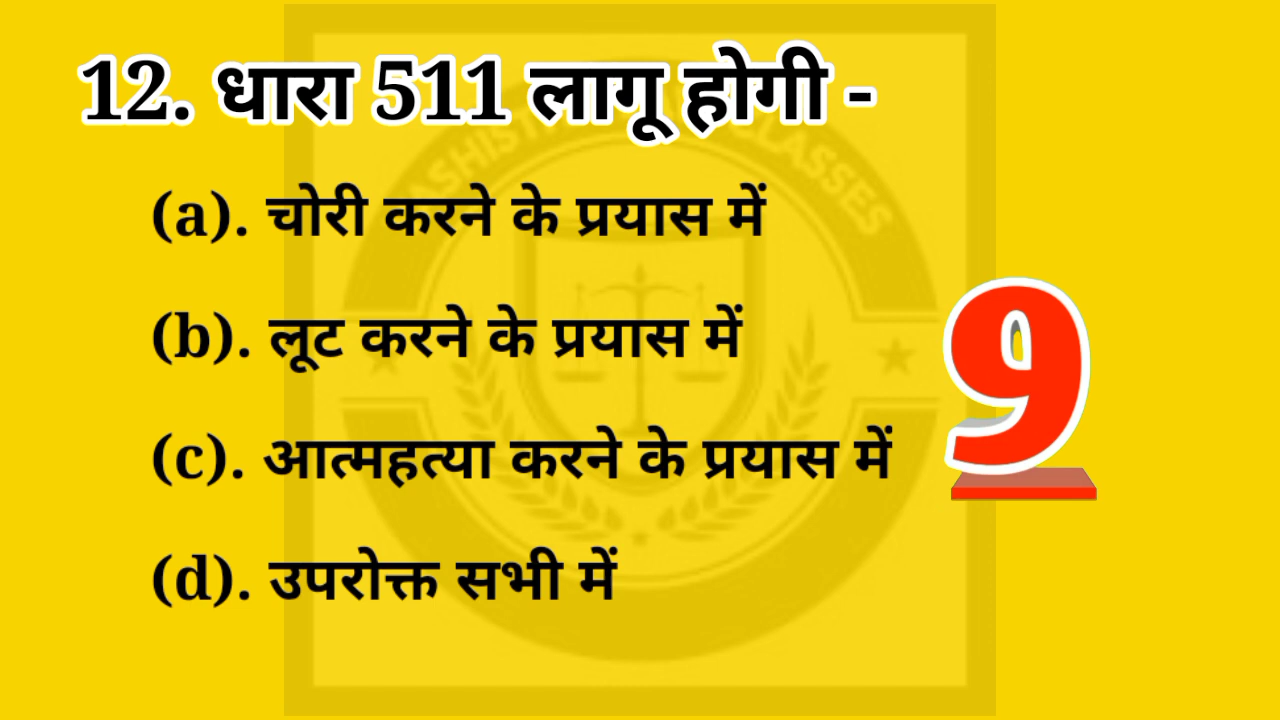 12. धारा 511 लागू होगी -
(a). चोरी करने के प्रयास में
(b). लूट करने के प्रयास में
9
(c). आत्महत्या करने के प्रयास में
(d). उपरोक्त सभी में